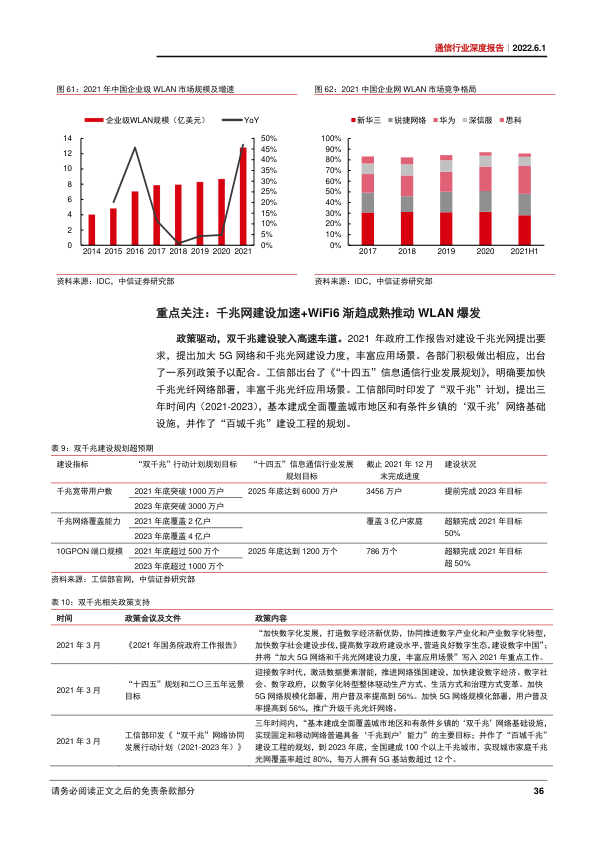 通信行业深度报告｜2022.6.1
图 61：2021 年中国企业级 WLAN 市场规模及增速
企业级WLAN规模（亿美元） YoY
14
12
10
8
6
4
2
0
50%
45%
40%
35%
30%
25%
20%
15%
10%
5%
0%
2014 2015 2016 2017 2018 2019 2020 2021
资料来源：IDC，中信证券研究部
图 62：2021 中国企业网 WLAN 市场竞争格局
新华三 锐捷网络 华为 深信服 思科
100%
90%
80%
70%
60%
50%
40%
30%
20%
10%
0%
2017 2018 2019 2020 2021H1
资料来源：IDC，中信证券研究部
重点关注：千兆网建设加速+WiFi6 渐趋成熟推动 WLAN 爆发
政策驱动，双千兆建设驶入高速车道。2021 年政府工作报告对建设千兆光网提出要
求，提出加大 5G 网络和千兆光网建设力度，丰富应用场景。各部门积极做出相应，出台
了一系列政策予以配合。工信部出台了《“十四五”信息通信行业发展规划》，明确要加快
千兆光纤网络部署，丰富千兆光纤应用场景。工信部同时印发了“双千兆”计划，提出三
年时间内（2021-2023），基本建成全面覆盖城市地区和有条件乡镇的‘双千兆’网络基础
设施，并作了“百城千兆”建设工程的规划。
表 9：双千兆建设规划超预期
建设指标 “双千兆”行动计划规划目标 “十四五”信息通信行业发展 截止 2021 年 12 月 建设状况
规划目标 末完成进度
千兆宽带用户数 2021 年底突破 1000 万户 2025 年底达到 6000 万户 3456 万户 提前完成 2023 年目标
2023 年底突破 3000 万户
千兆网络覆盖能力 2021 年底覆盖 2 亿户 覆盖 3 亿户家庭 超额完成 2021 年目标
2023 年底覆盖 4 亿户 50%
10GPON 端口规模 2021 年底超过 500 万个 2025 年底达到 1200 万个 786 万个 超额完成 2021 年目标
2023 年底超过 1000 万个 超 50%
资料来源：工信部官网，中信证券研究部
表 10：双千兆相关政策支持
时间 政策会议及文件 政策内容
“加快数字化发展，打造数字经济新优势，协同推进数字产业化和产业数字化转型，
2021 年 3 月 《2021 年国务院政府工作报告》 加快数字社会建设步伐，提高数字政府建设水平，营造良好数字生态，建设数字中国”；
并将“加大 5G 网络和千兆光网建设力度，丰富应用场景”写入 2021 年重点工作。
迎接数字时代，激活数据要素潜能，推进网络强国建设，加快建设数字经济、数字社
2021 年 3 月 “十四五”规划和二〇三五年远景 会、数字政府，以数字化转型整体驱动生产方式、生活方式和治理方式变革。加快
目标 5G 网络规模化部署，用户普及率提高到 56%。加快 5G 网络规模化部署，用户普及
率提高到 56%，推广升级千兆光纤网络。
三年时间内，“基本建成全面覆盖城市地区和有条件乡镇的‘双千兆’网络基础设施，
2021 年 3 月 工信部印发《“双千兆”网络协同 实现固定和移动网络普遍具备‘千兆到户’能力”的主要目标；并作了“百城千兆”
发展行动计划（2021-2023 年）》 建设工程的规划，到 2023 年底，全国建成 100 个以上千兆城市，实现城市家庭千兆
光网覆盖率超过 80%，每万人拥有 5G 基站数超过 12 个。
请务必阅读正文之后的免责条款部分 36